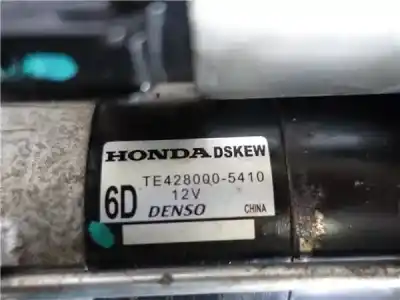 HONDA DSKEW
TE428000-5410
6D 12V
DENSO CHINA